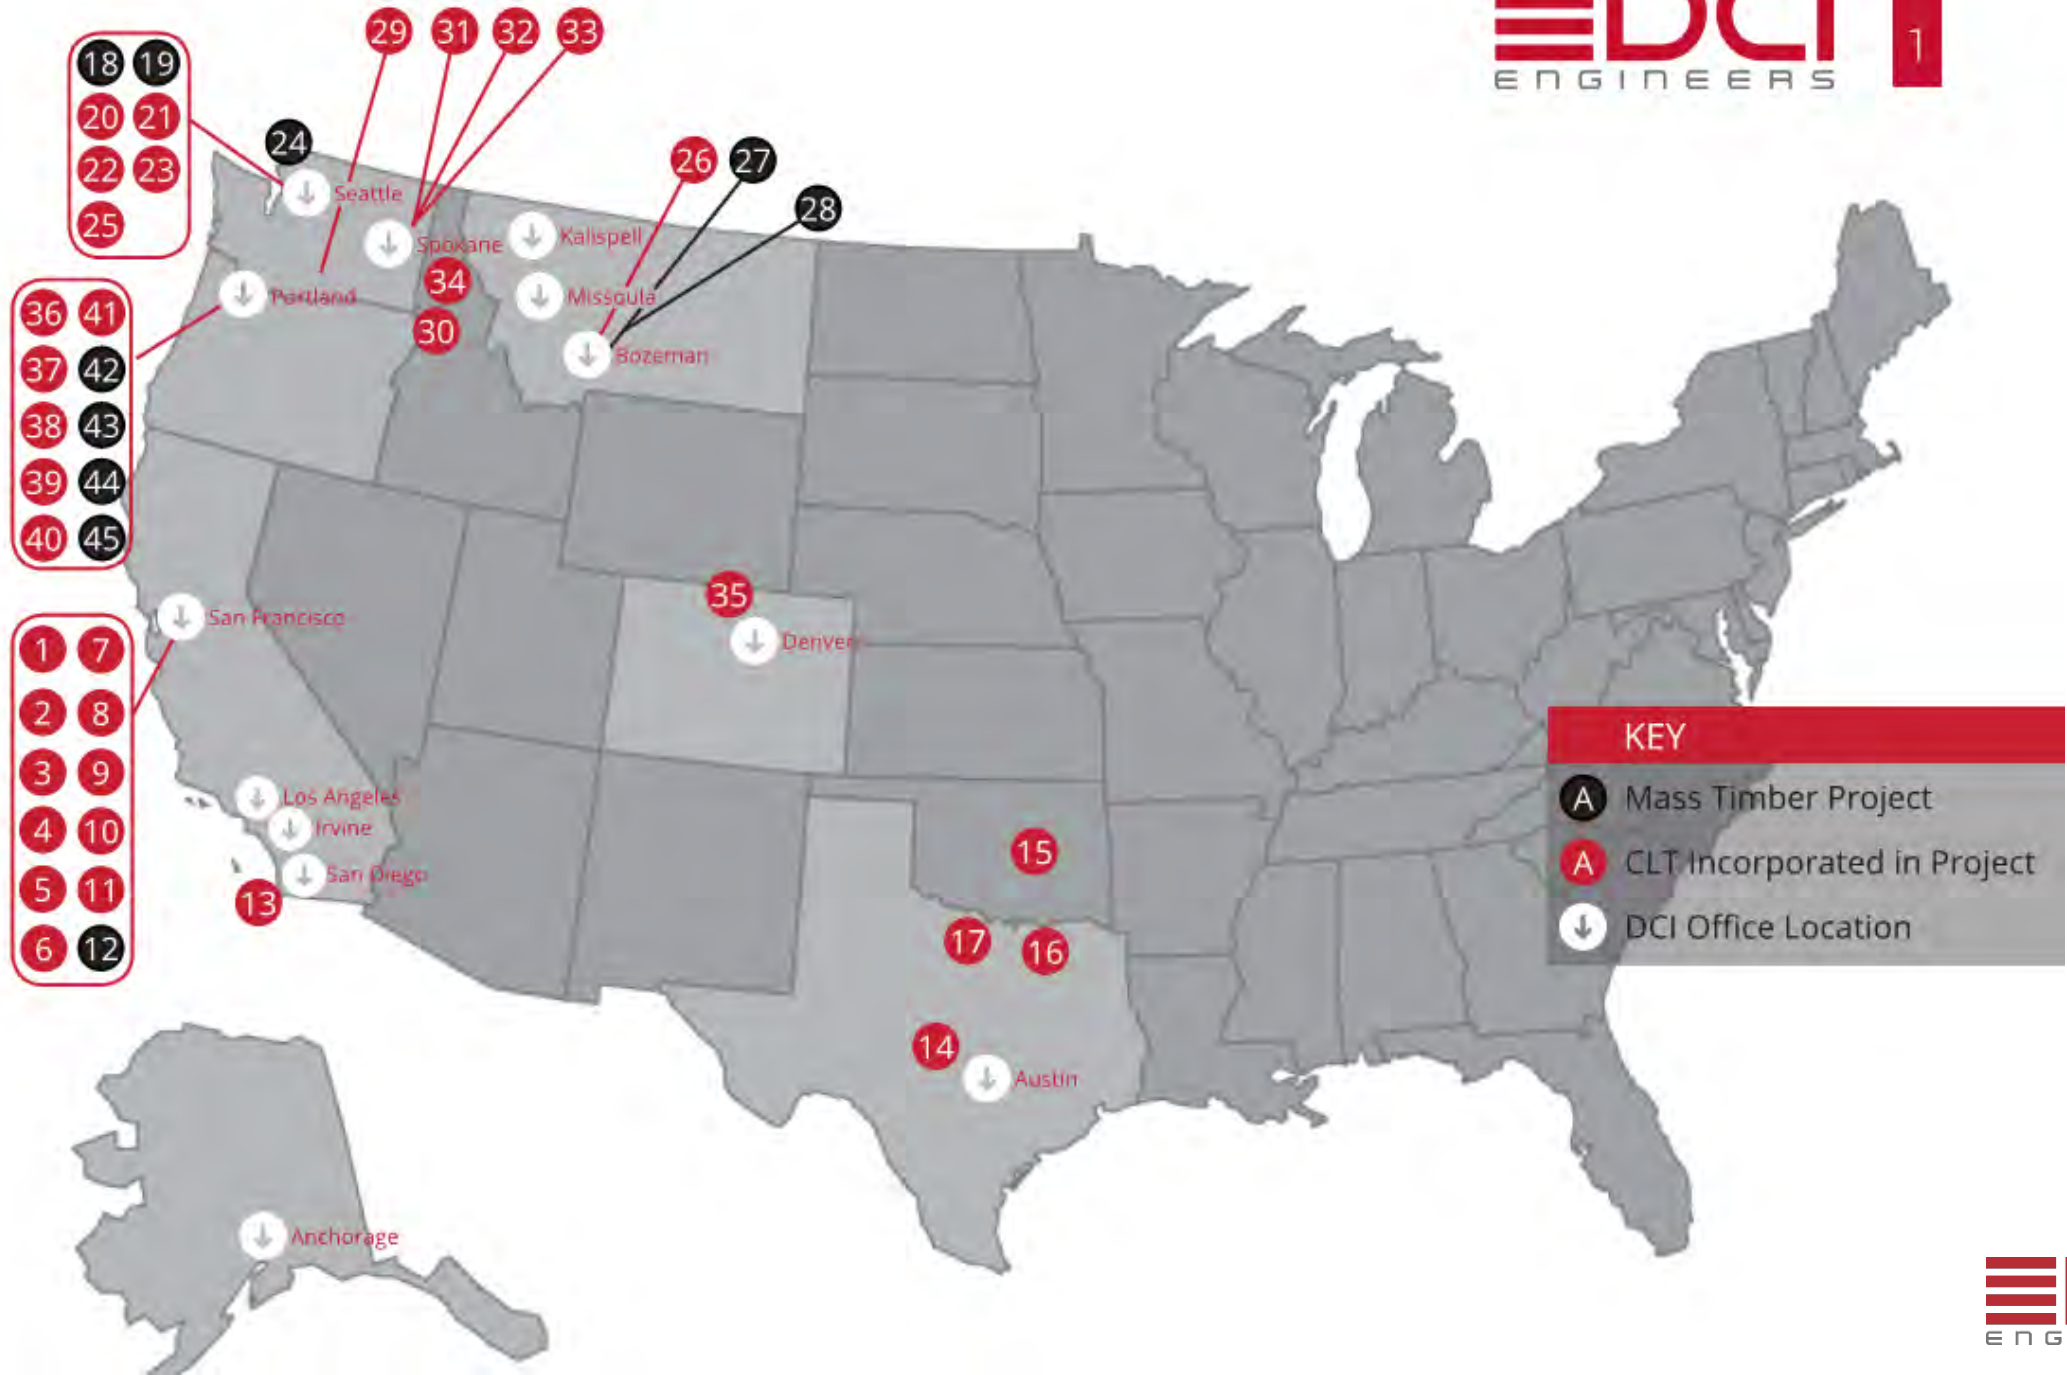 DCI
ENGINEERS
1
29 31 32 33
18 19
20 21
22 23
25
24
26 27
28
Seattle
Spokane
Kalispell
34
Portland
Missoula
30
Bozeman
36 41
37 42
38 43
39 44
40 45
35
San Francisco
Denver
1 7
2 8
3 9
4 10
5 11
6 12
Los Angeles
Irvine
San Diego
13
15
17 16
14
Austin
Anchorage
KEY
A Mass Timber Project
A CLT Incorporated in Project
DCI Office Location
ENG